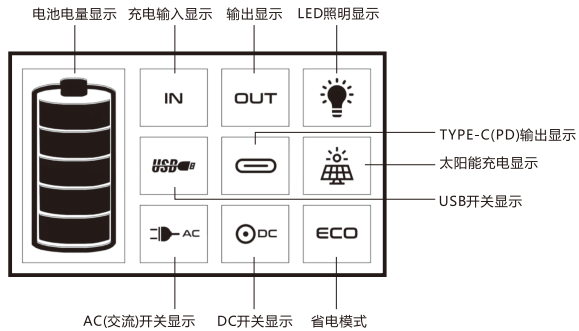 电池电量显示 充电输入显示 输出显示 LED照明显示
IN OUT
TYPE-C(PD)输出显示
USB
太阳能充电显示
USB开关显示
AC DC ECO
AC(交流)开关显示 DC开关显示 省电模式